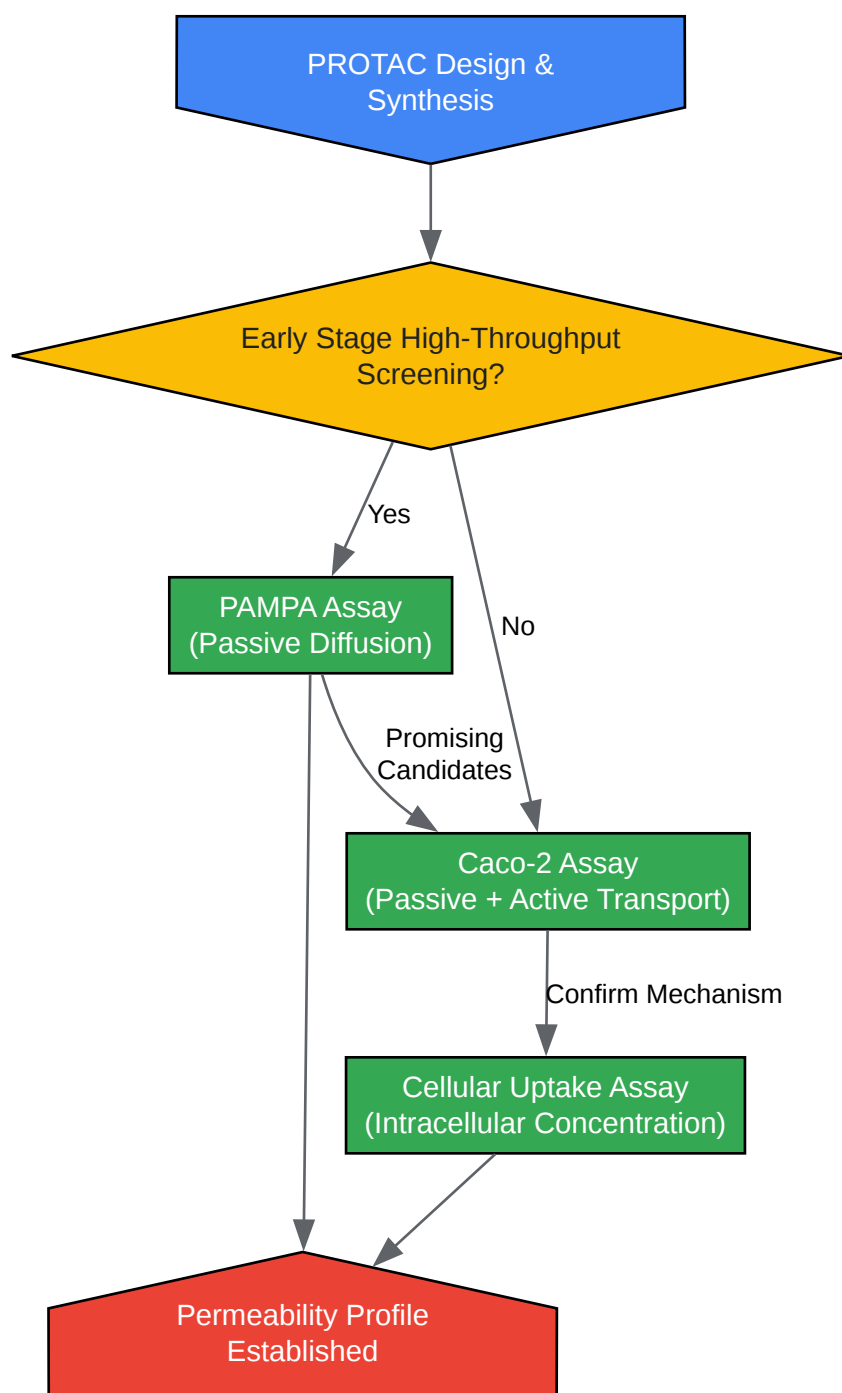 PROTAC Design &
Synthesis
Early Stage High-Throughput
Screening?
Yes
PAMPA Assay
(Passive Diffusion)
No
Promising
Candidates
Caco-2 Assay
(Passive + Active Transport)
Confirm Mechanism
Cellular Uptake Assay
(Intracellular Concentration)
Permeability Profile
Established